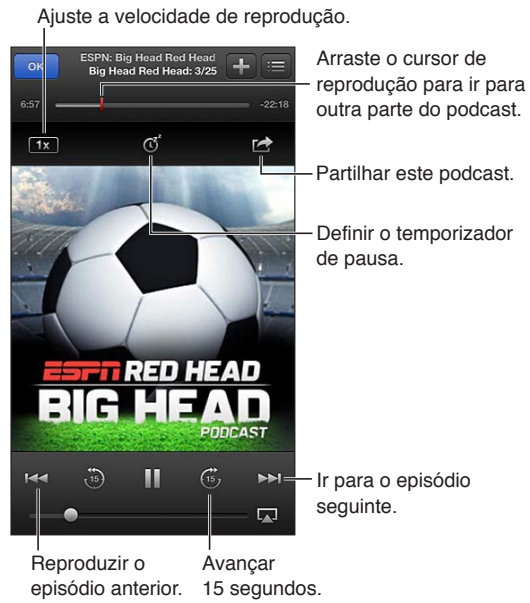 Ajuste a velocidade de reprodução.
OK
ESPN: Big Head Red Head
Big Head Red Head: 3/25
6:57
-22:18
Arraste o cursor de
reprodução para ir para
outra parte do podcast.
1x
z z
Partilhar este podcast.
Definir o temporizador
de pausa.
ESPN RED HEAD
BIG HEAD
PODCAST
15
15
Ir para o episódio
seguinte.
Reproduzir o
episódio anterior.
Avançar
15 segundos.